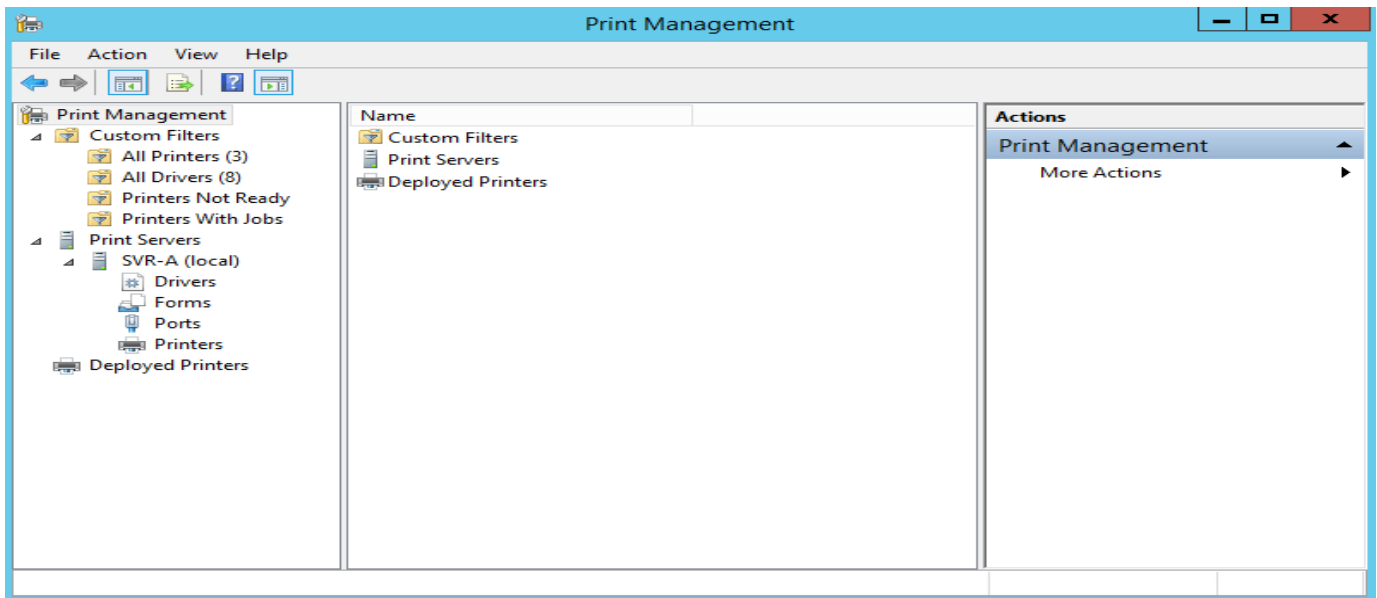 Print Management
File Action View Help
Print Management
Custom Filters
All Printers (3)
All Drivers (8)
Printers Not Ready
Printers With Jobs
Print Servers
SVR-A (local)
Drivers
Forms
Ports
Printers
Deployed Printers
Name
Custom Filters
Print Servers
Deployed Printers
Actions
Print Management
More Actions